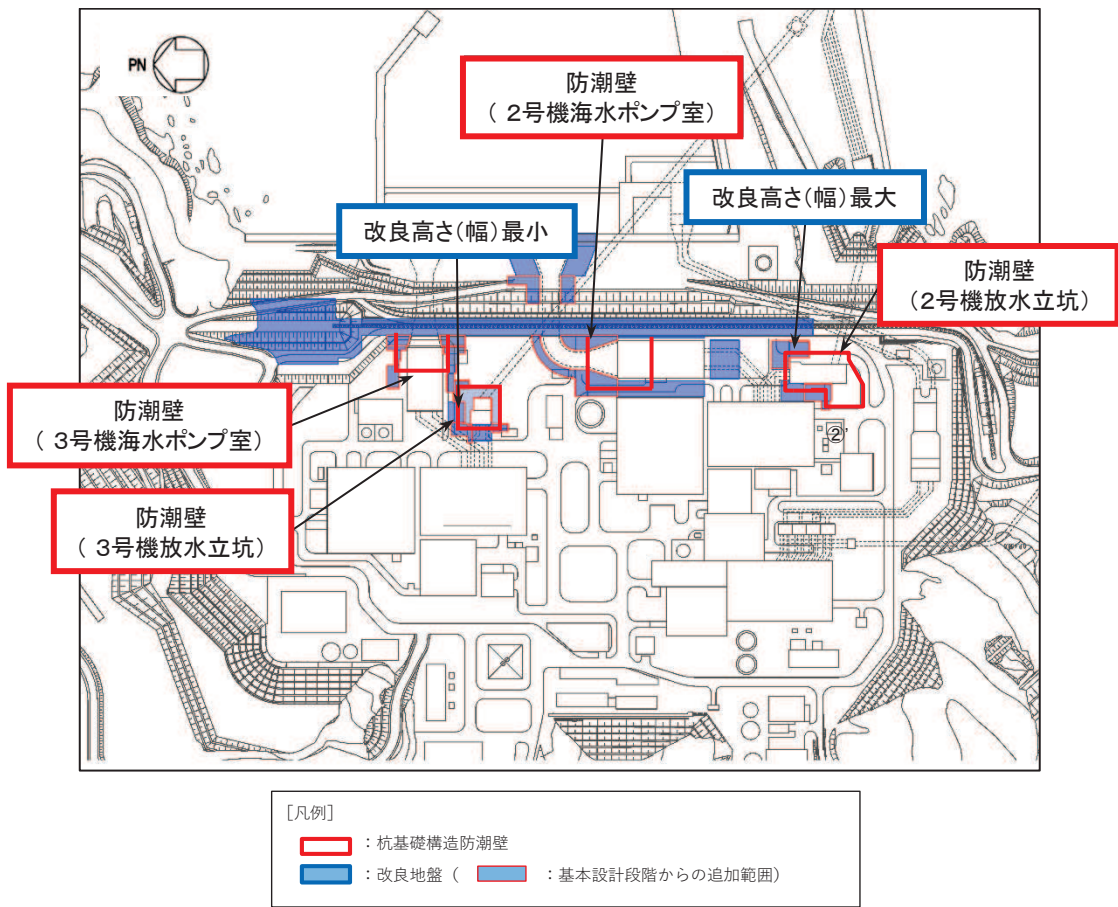 PN
防潮壁
( 2号機海水ポンプ室)
改良高さ(幅)最小
改良高さ(幅)最大
防潮壁
(2号機放水立坑)
防潮壁
( 3号機海水ポンプ室)
防潮壁
( 3号機放水立坑)
②’
[凡例]
:杭基礎構造防潮壁
:改良地盤( :基本設計段階からの追加範囲)